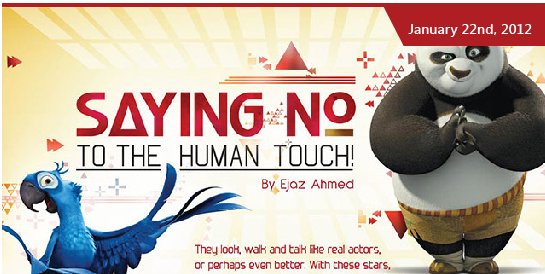 January 22nd, 2012
SAYING NO
TO THE HUMAN TOUCH!
By Ejaz Ahmed
They look, walk and talk like real actors,
or perhaps even better. With these stars,